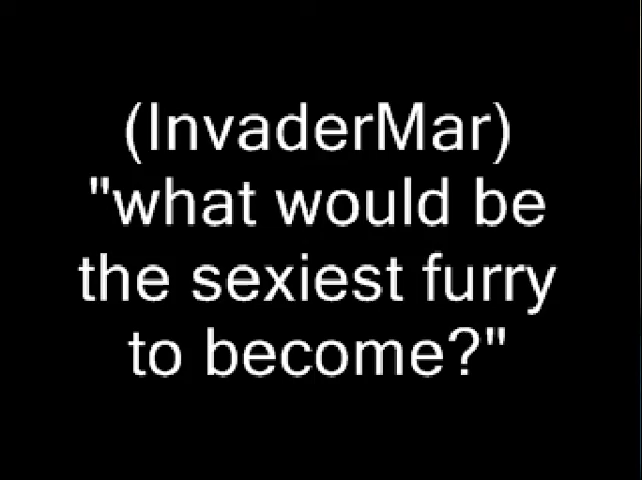 (InvaderMar)
"what would be
the sexiest furry
to become?"